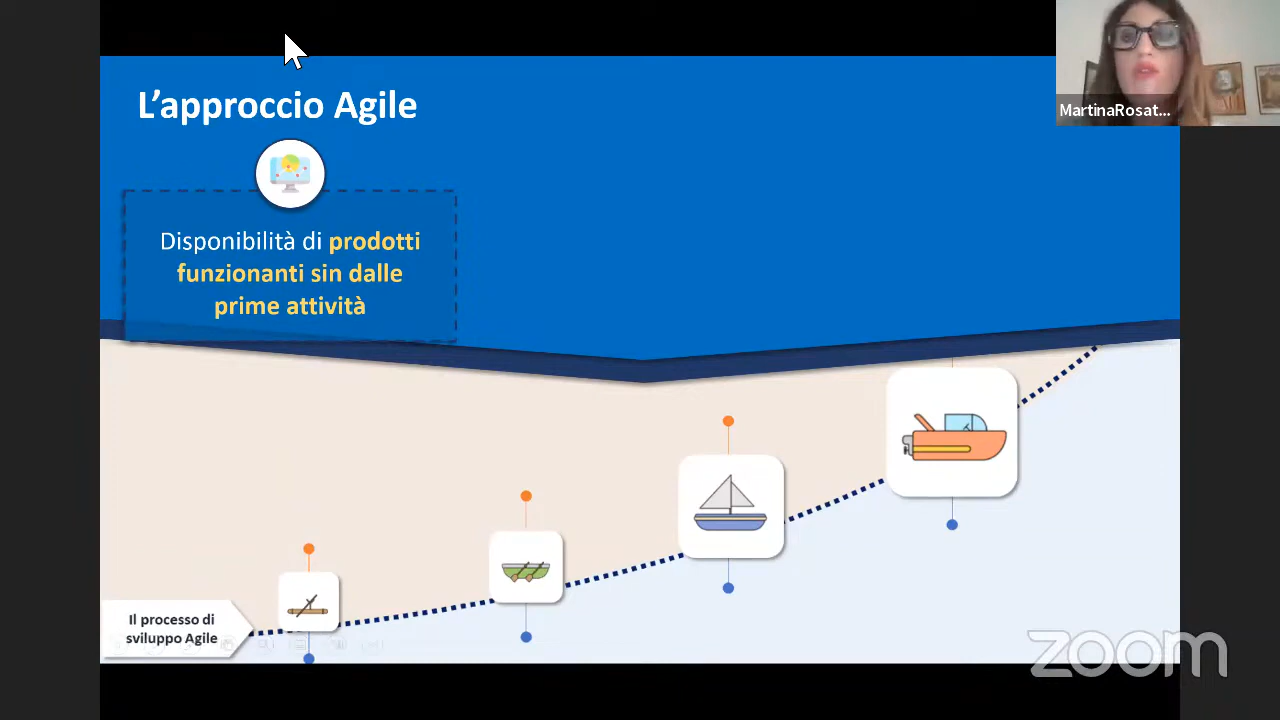 L’approccio Agile
MartinaRosat...
Disponibilità di prodotti
funzionanti sin dalle
prime attività
Il processo di
sviluppo Agile
zoom